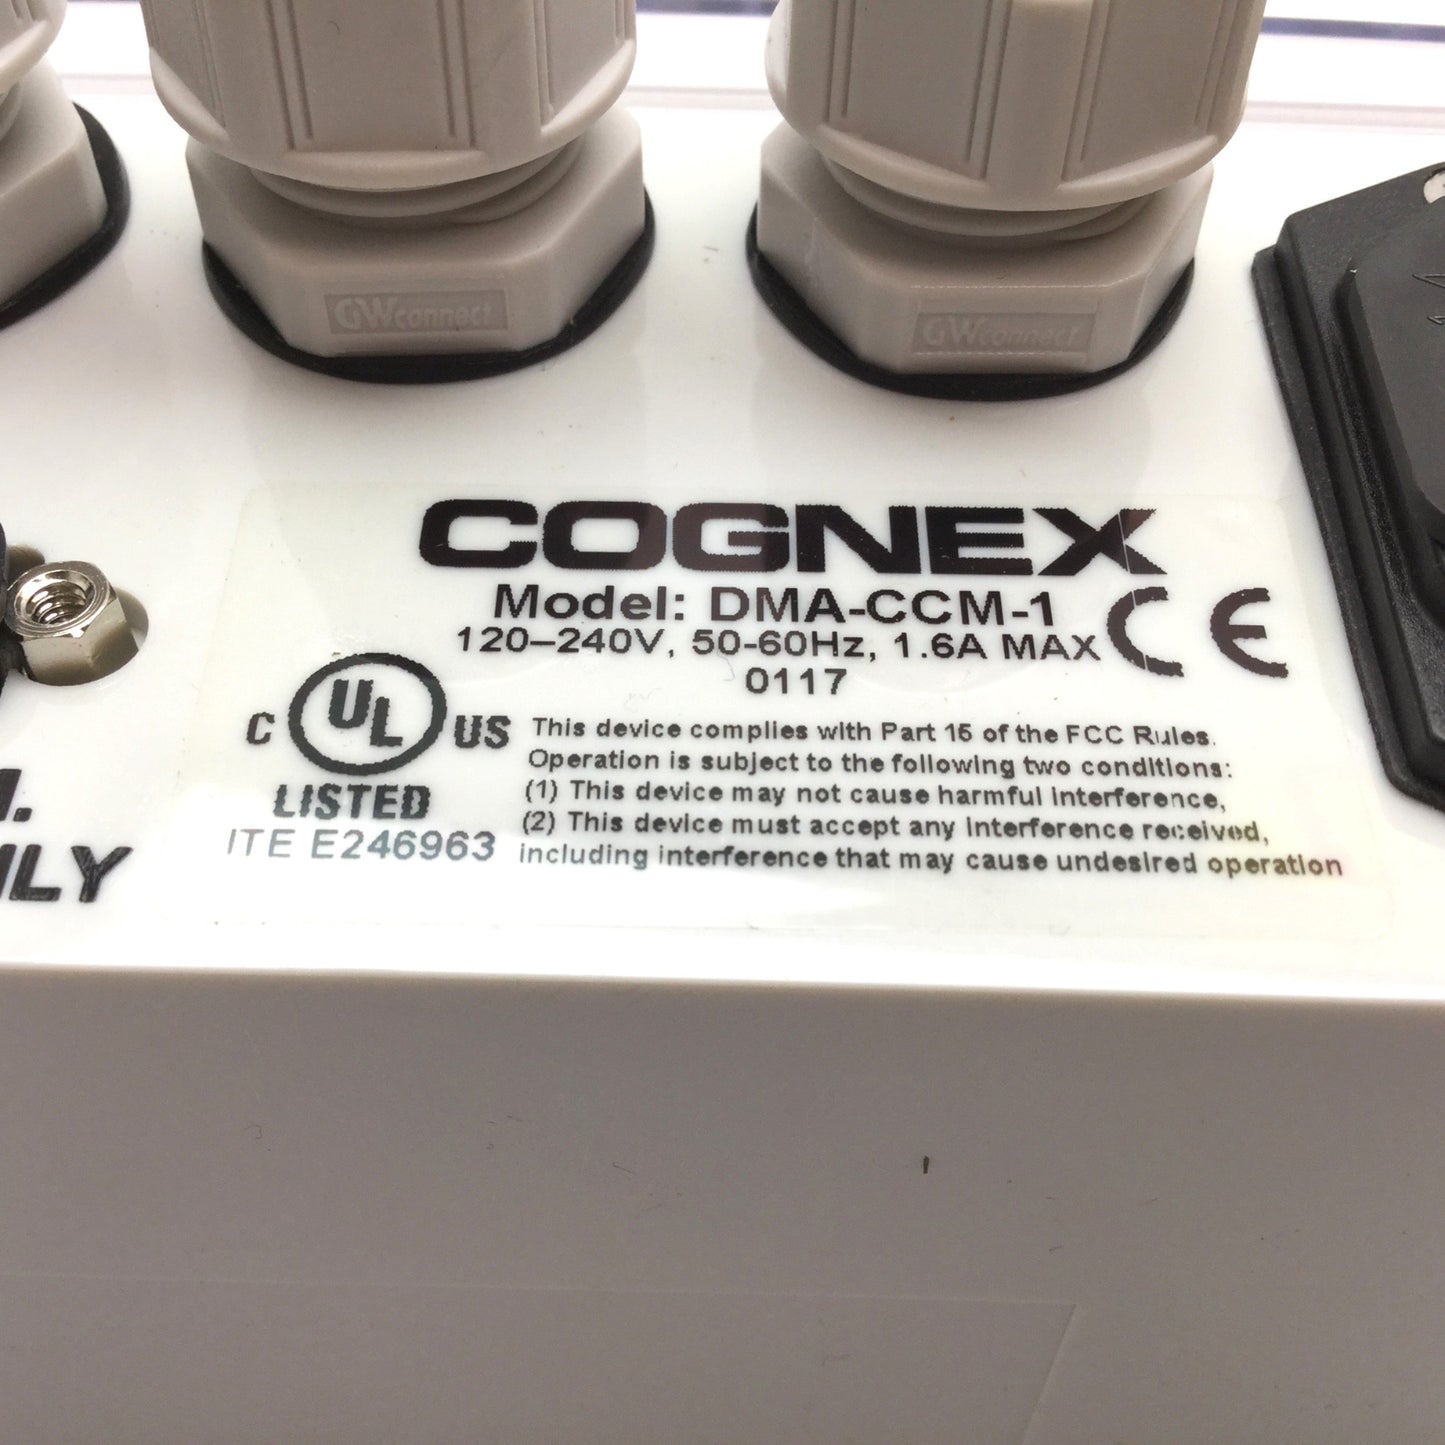 GWconnect
GWconnect
COGNEX
Model: DMA-CCM-1
120–240V, 50-60Hz, 1.6A MAX
0117
CE
C UL US
LISTED
ITE E246963
This device complies with Part 15 of the FCC Rules.
Operation is subject to the following two conditions:
(1) This device may not cause harmful interference,
(2) This device must accept any interference received,
including interference that may cause undesired operation